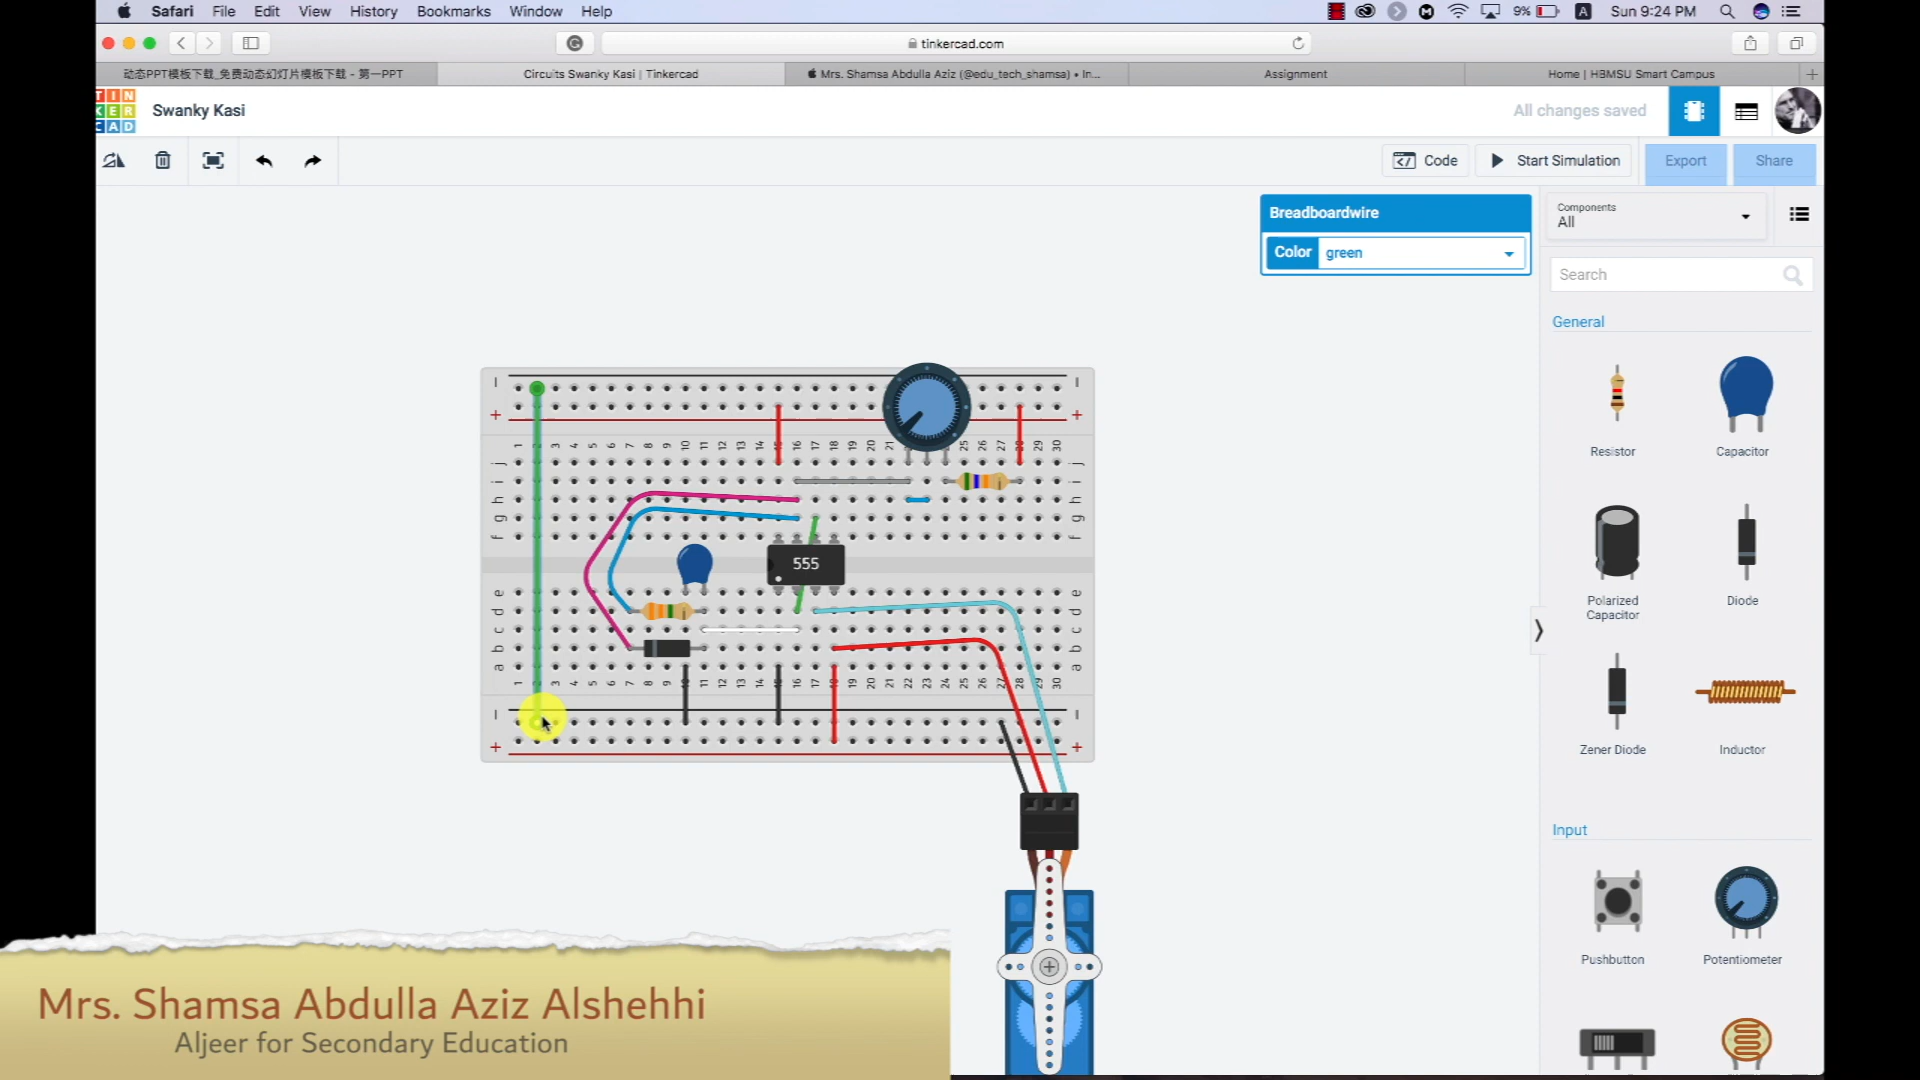 Safari File Edit View History Bookmarks Window Help 9% A Sun 9:24 PM
tinkercad.com
动态PPT模板下载_免费动态幻灯片模板下载 - 第一PPT
Circuits Swanky Kasi | Tinkercad
Mrs. Shamsa Abdulla Aziz (@edu_tech_shamsa) • In...
Assignment
Home | HBMSU Smart Campus
TINKERCAD
Swanky Kasi
All changes saved
Code
Start Simulation
Export
Share
Breadboardwire
Color green
Components
All
Search
General
Resistor
Capacitor
Polarized
Capacitor
Diode
Zener Diode
Inductor
Input
Pushbutton
Potentiometer
555
Mrs. Shamsa Abdulla Aziz Alshehhi
Aljeer for Secondary Education